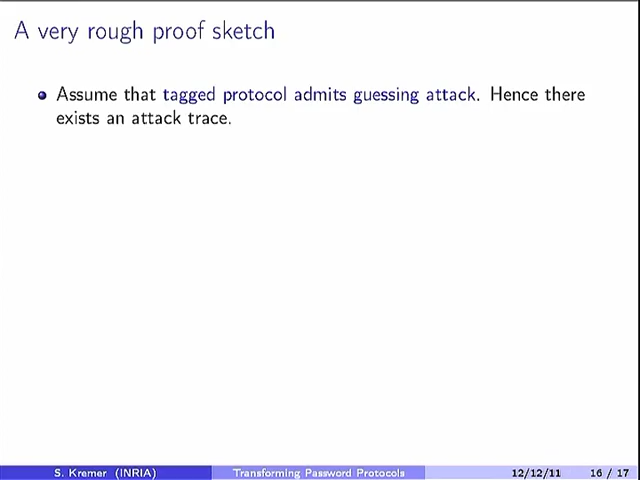 A very rough proof sketch
Assume that tagged protocol admits guessing attack. Hence there
exists an attack trace.
S. Kremer (INRIA) Transforming Password Protocols 12/12/11 16 / 17